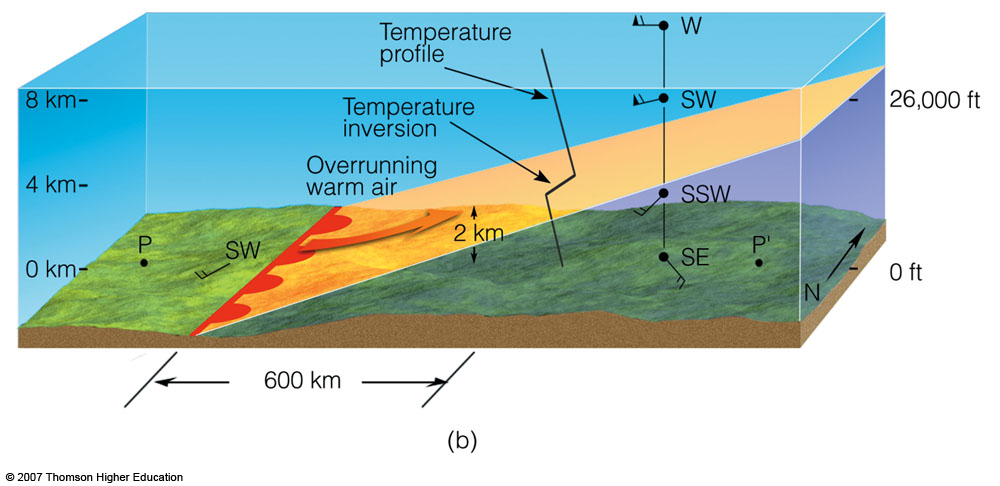 Temperature
profile
W
8 km
SW
26,000 ft
Temperature
inversion
Overrunning
warm air
4 km
SSW
P
SW
2 km
SE
P'
0 km
N
0 ft
600 km
(b)
© 2007 Thomson Higher Education